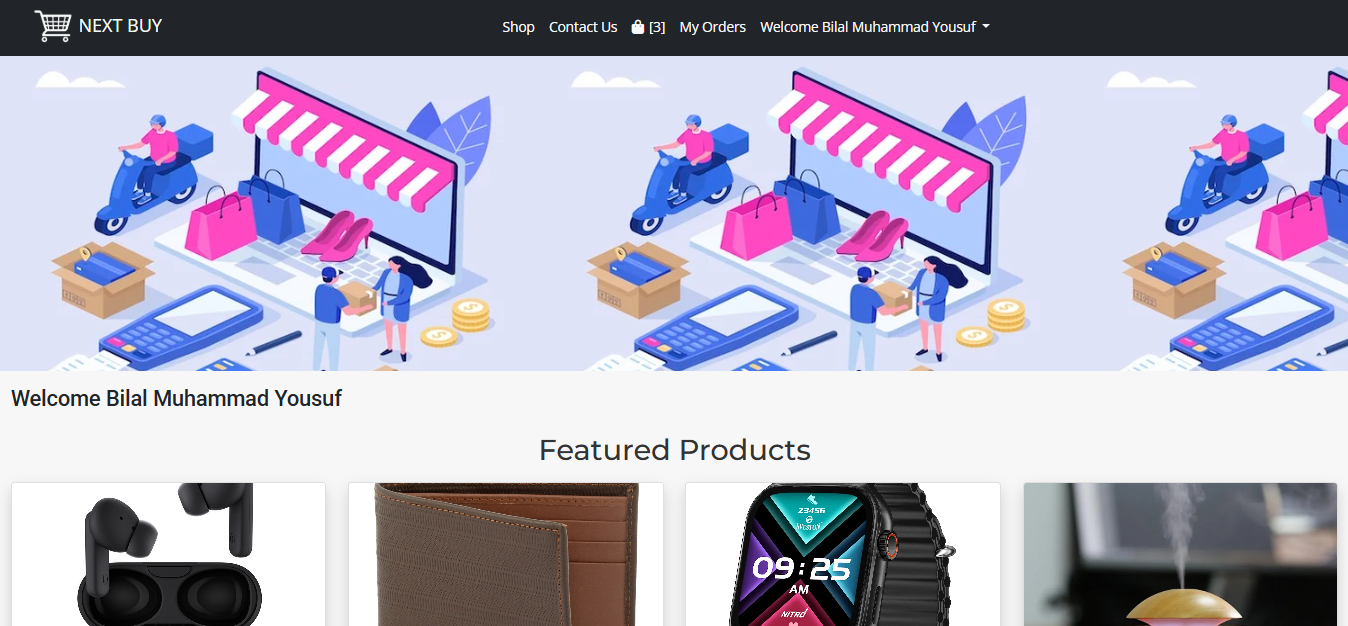 NEXT BUY
Shop Contact Us [3] My Orders Welcome Bilal Muhammad Yousuf
Welcome Bilal Muhammad Yousuf
Featured Products
23456
WESTON
09:25
AM
NITRO